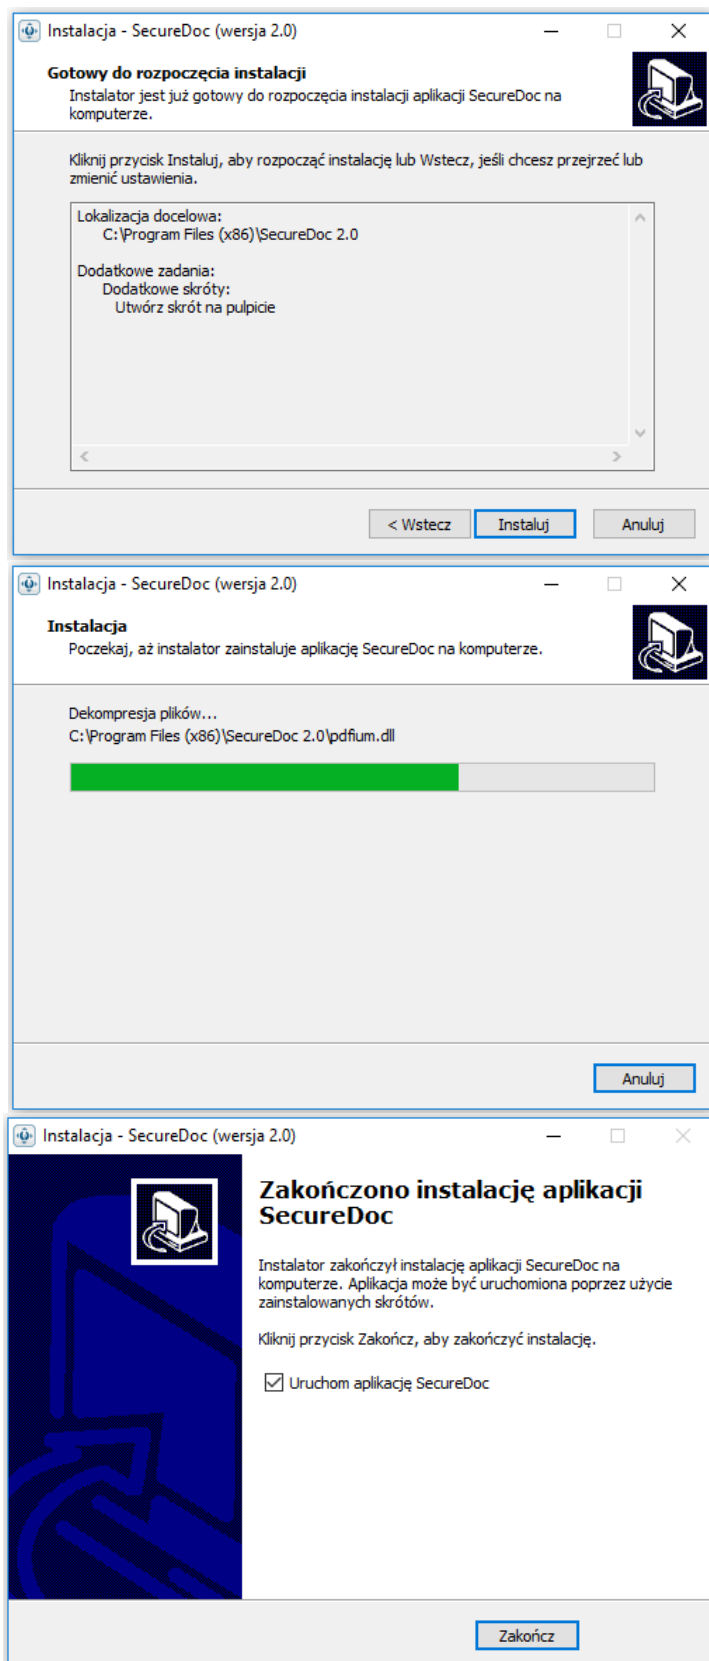 Instalacja - SecureDoc (wersja 2.0)
Gotowy do rozpoczęcia instalacji
Instalator jest już gotowy do rozpoczęcia instalacji aplikacji SecureDoc na
komputerze.
Kliknij przycisk Instaluj, aby rozpocząć instalację lub Wstecz, jeśli chcesz przejrzeć lub
zmienić ustawienia.
Lokalizacja docelowa:
C:\Program Files (x86)\SecureDoc 2.0
Dodatkowe zadania:
Dodatkowe skróty:
Utwórz skrót na pulpicie
< Wstecz Instaluj Anuluj
Instalacja - SecureDoc (wersja 2.0)
Instalacja
Poczekaj, aż instalator zainstaluje aplikację SecureDoc na komputerze.
Dekompresja plików...
C:\Program Files (x86)\SecureDoc 2.0\pdfium.dll
Anuluj
Instalacja - SecureDoc (wersja 2.0)
Zakończono instalację aplikacji
SecureDoc
Instalator zakończył instalację aplikacji SecureDoc na
komputerze. Aplikacja może być uruchomiona poprzez użycie
zainstalowanych skrótów.
Kliknij przycisk Zakończ, aby zakończyć instalację.
Uruchom aplikację SecureDoc
Zakończ